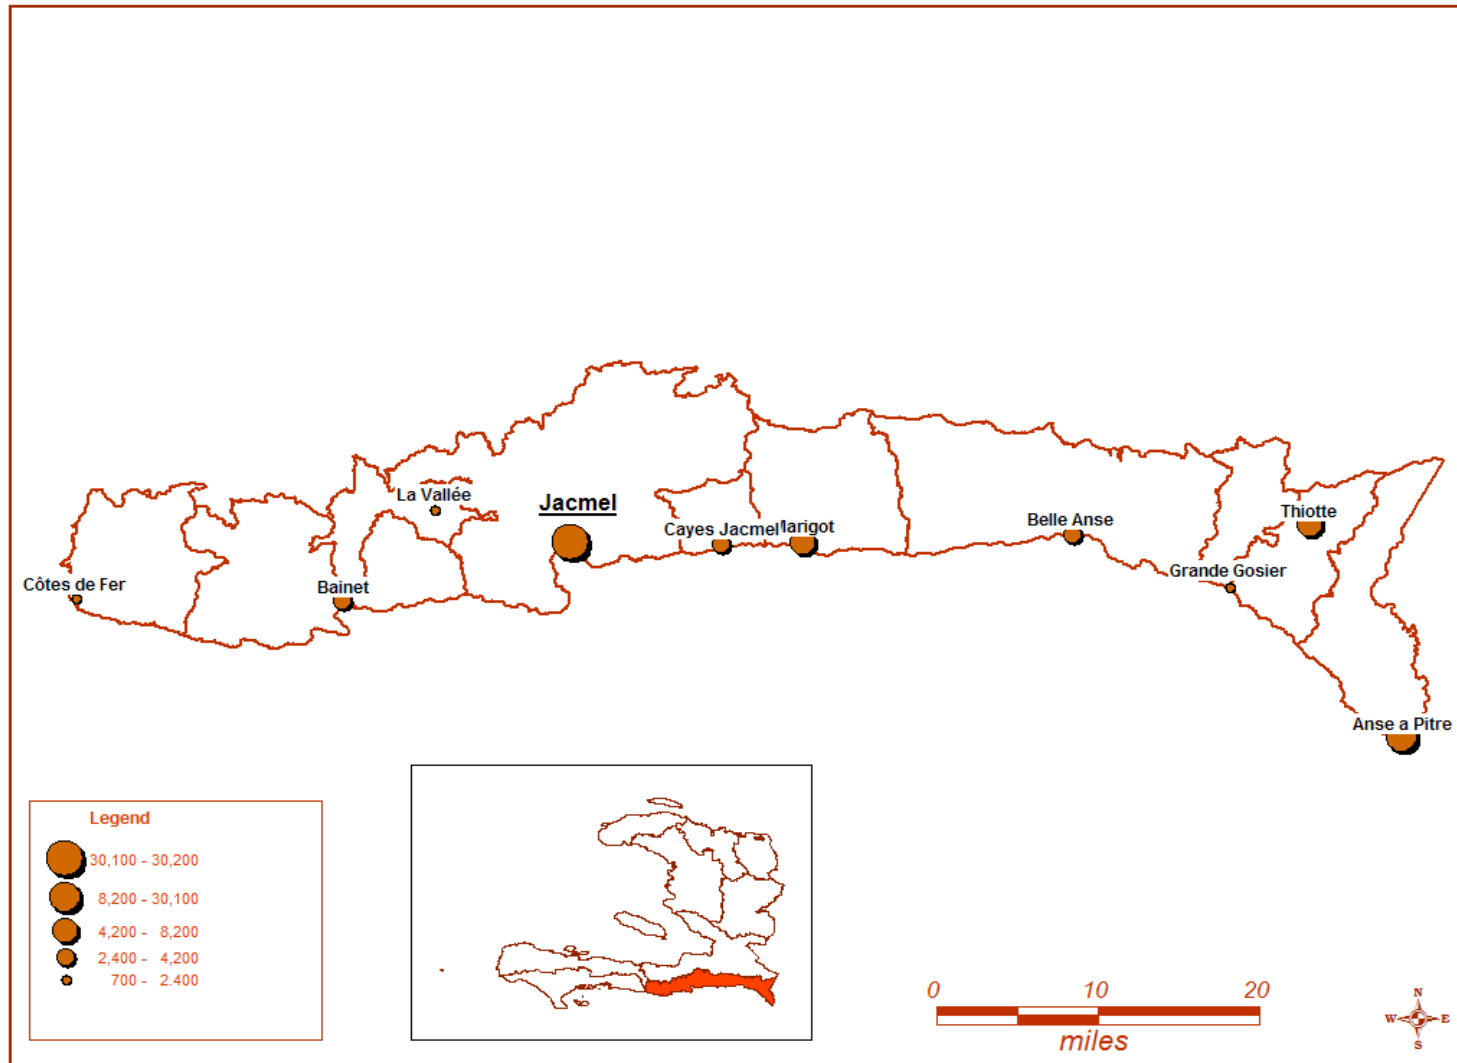 La Vallée
Jacmel
Cayes Jacmel
Belle Anse
Thiotte
Côtes de Fer
Bainet
Grande Gosier
Anse a Pitre
Legend
30,100 - 30,200
8,200 - 30,100
4,200 - 8,200
2,400 - 4,200
700 - 2.400
0 10 20
miles
N
W E
S